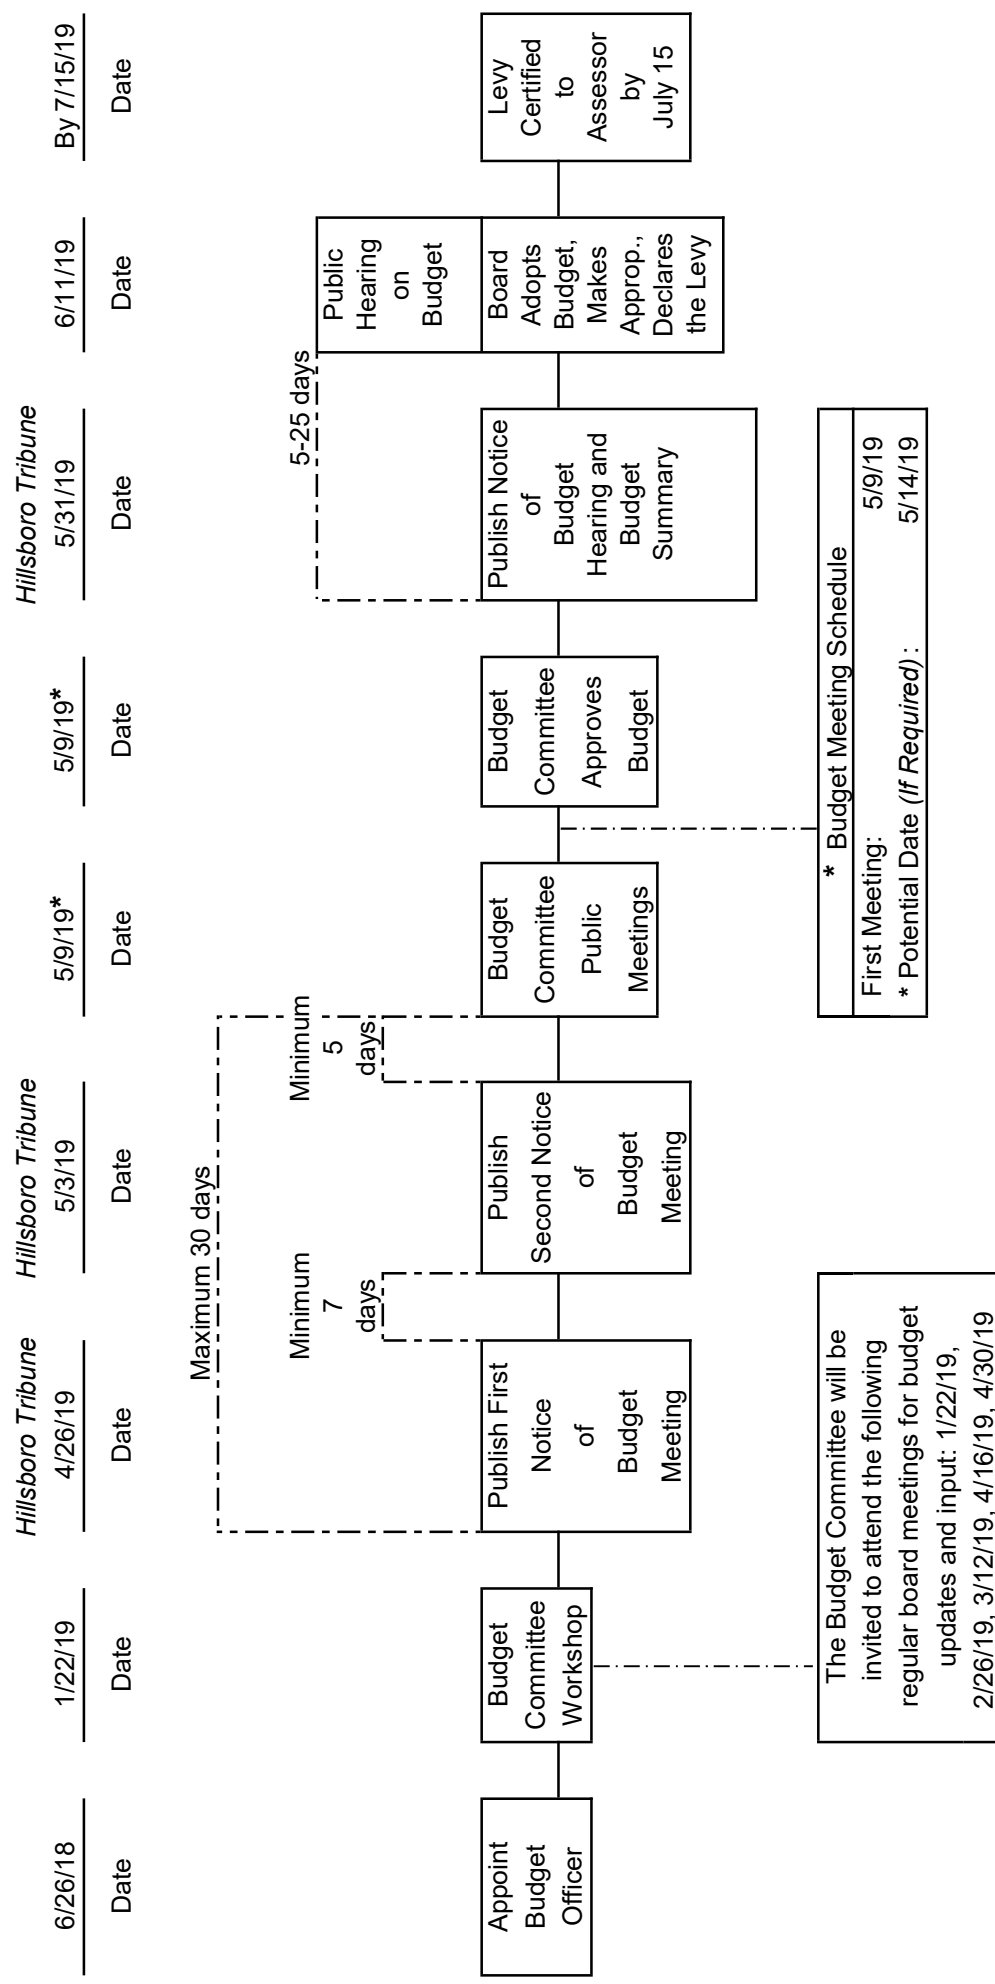 6/26/18
Date
1/22/19
Date
Hillsboro Tribune
4/26/19
Date
Hillsboro Tribune
5/3/19
Date
5/9/19*
Date
5/9/19*
Date
Hillsboro Tribune
5/31/19
Date
6/11/19
Date
By 7/15/19
Date
Maximum 30 days
Minimum
7
days
Minimum
5
days
5-25 days
Appoint
Budget
Officer
Budget
Committee
Workshop
Publish First
Notice
of
Budget
Meeting
Publish
Second Notice
of
Budget
Meeting
Budget
Committee
Public
Meetings
Budget
Committee
Approves
Budget
Publish Notice
of
Budget
Hearing and
Budget
Summary
Public
Hearing
on
Budget
Board
Adopts
Budget,
Makes
Approp.,
Declares
the Levy
Levy
Certified
to
Assessor
by
July 15
The Budget Committee will be
invited to attend the following
regular board meetings for budget
updates and input: 1/22/19,
2/26/19, 3/12/19, 4/16/19, 4/30/19
* Budget Meeting Schedule
First Meeting: 5/9/19
* Potential Date (If Required) : 5/14/19